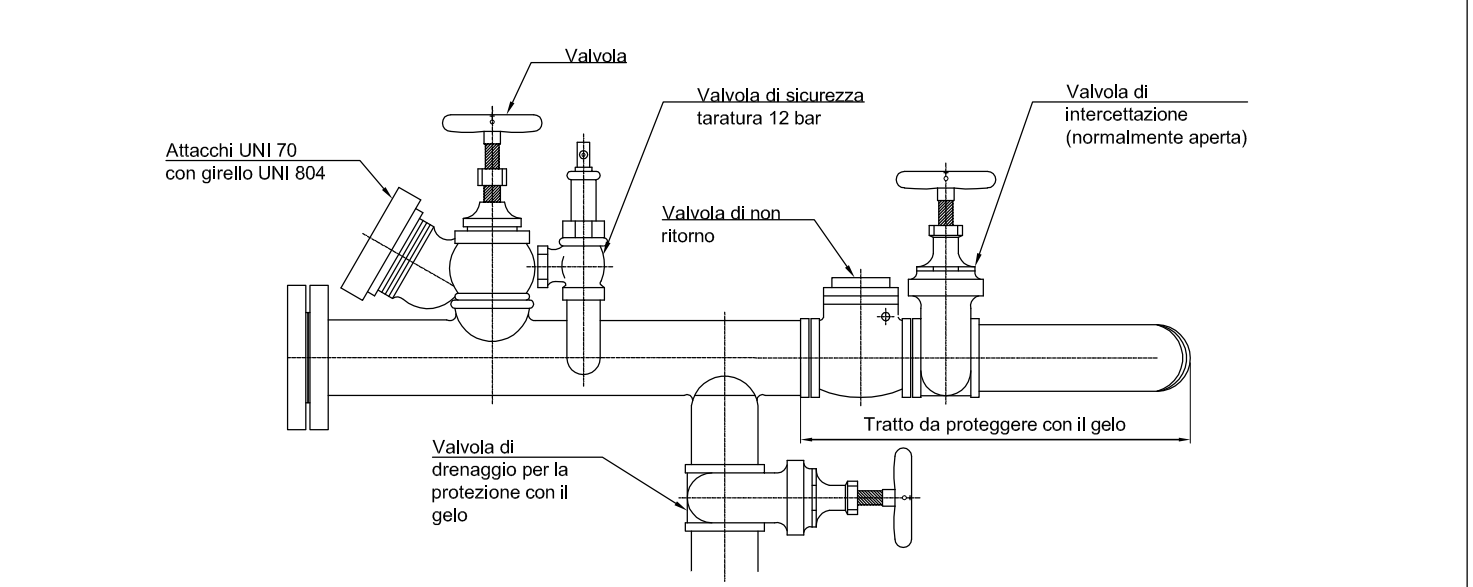 Valvola
Valvola di sicurezza
taratura 12 bar
Valvola di
intercettazione
(normalmente aperta)
Attacchi UNI 70
con girello UNI 804
Valvola di non
ritorno
Tratto da proteggere con il gelo
Valvola di
drenaggio per la
protezione con il
gelo